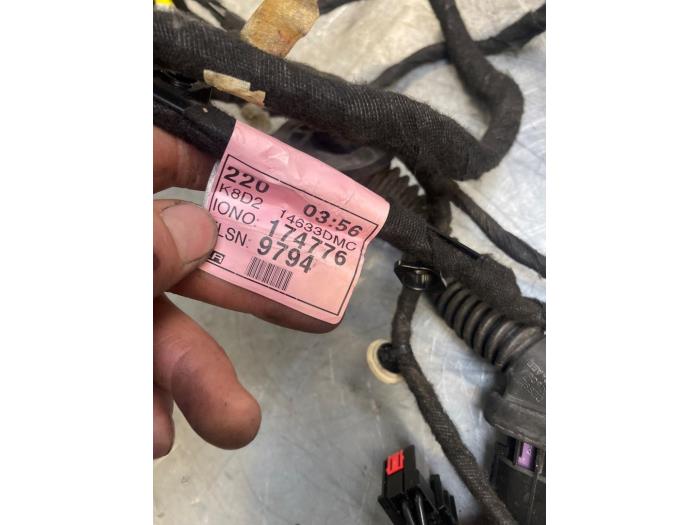 220 03:56
K8D2 14633DMC
IONO: 174776
LSN: 9794